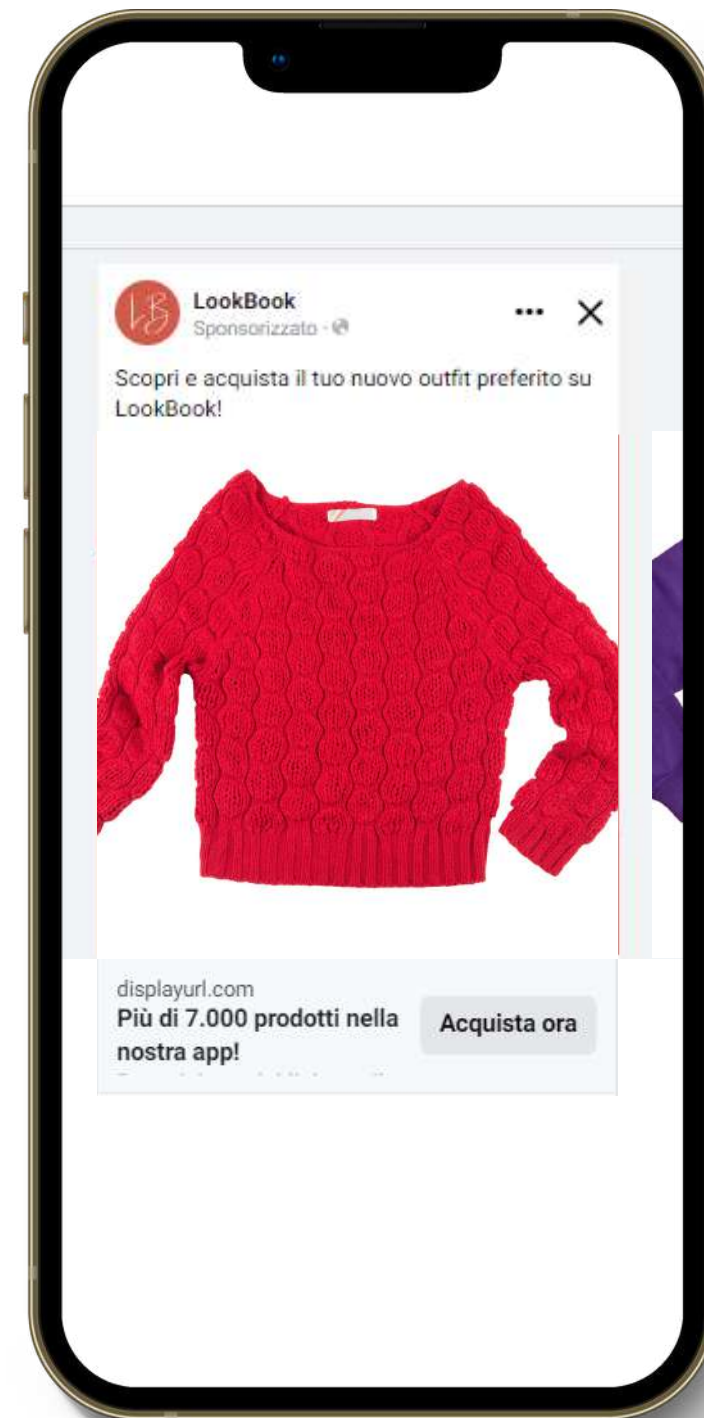 LB
LookBook
Sponsorizzato ·
Scopri e acquista il tuo nuovo outfit preferito su
LookBook!
displayurl.com
Più di 7.000 prodotti nella
nostra app!
Acquista ora